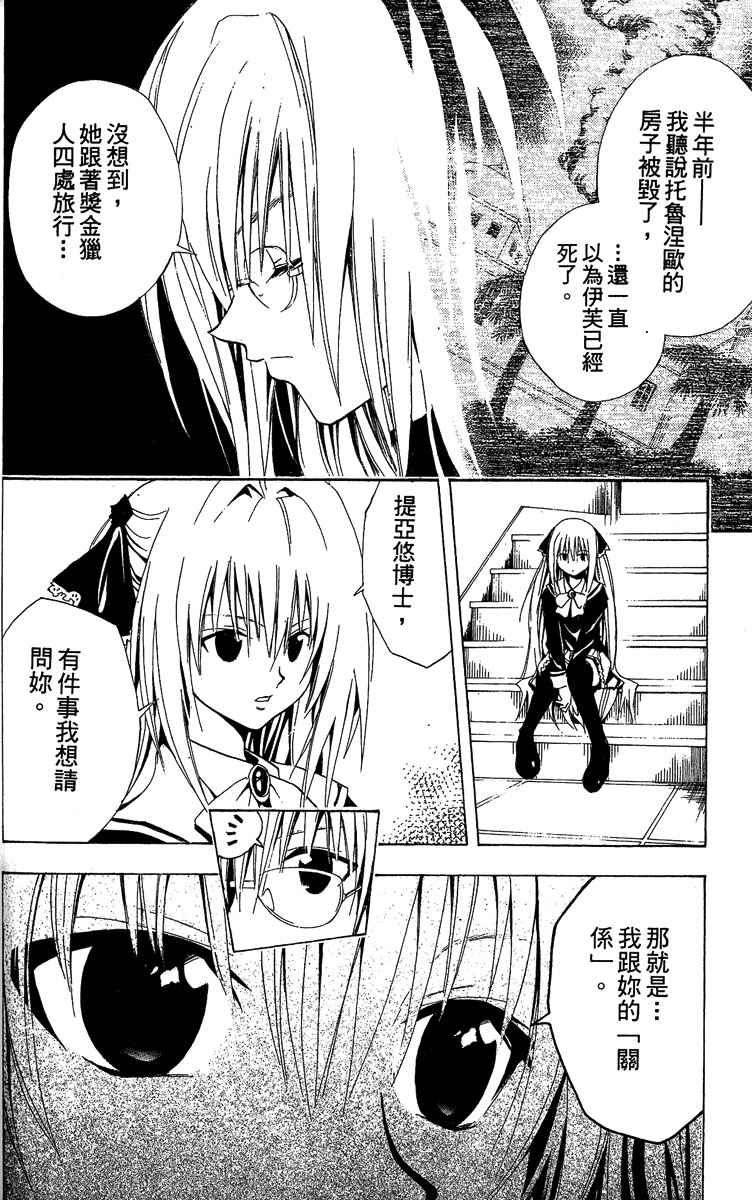 半年前——
我聽說托魯涅歐的
房子被毀了，
…還一直
以為伊芙已經
死了。
沒想到，
她跟著獎金獵
人四處旅行…
提亞悠博士，
有件事我想請
問妳。
那就是…
我跟妳的「關
係」。